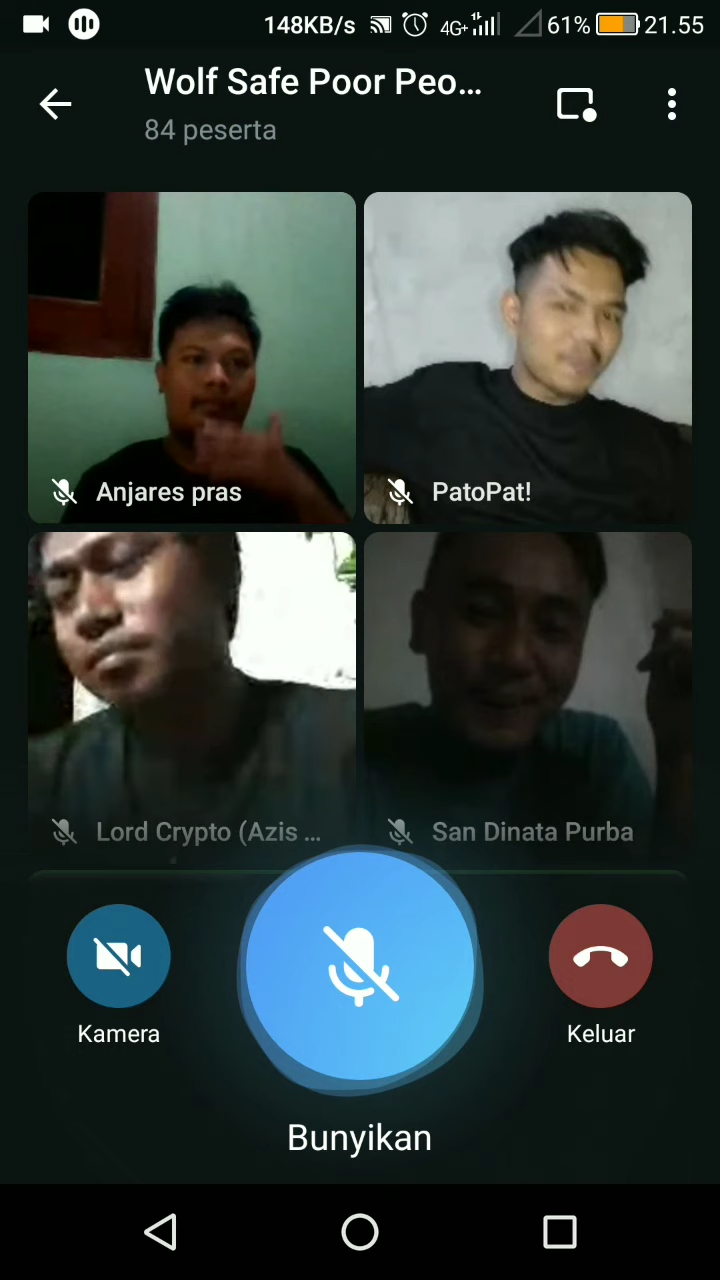 148KB/s 4G+ 61% 21.55
Wolf Safe Poor Peo...
84 peserta
Anjares pras
PatoPat!
Lord Crypto (Azis ...
San Dinata Purba
Kamera
Keluar
Bunyikan